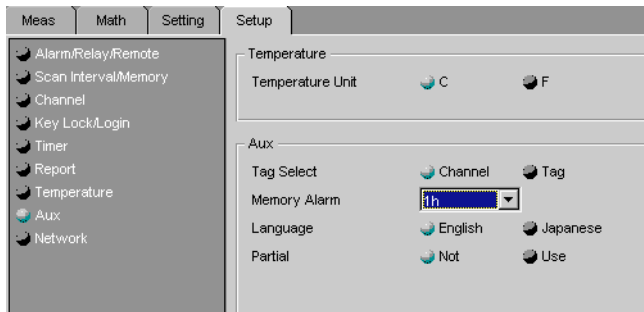 Meas Math Setting Setup
Alarm/Relay/Remote
Scan Interval/Memory
Channel
Key Lock/Login
Timer
Report
Temperature
Aux
Network
Temperature
Temperature Unit C F
Aux
Tag Select Channel Tag
Memory Alarm 1h
Language English Japanese
Partial Not Use